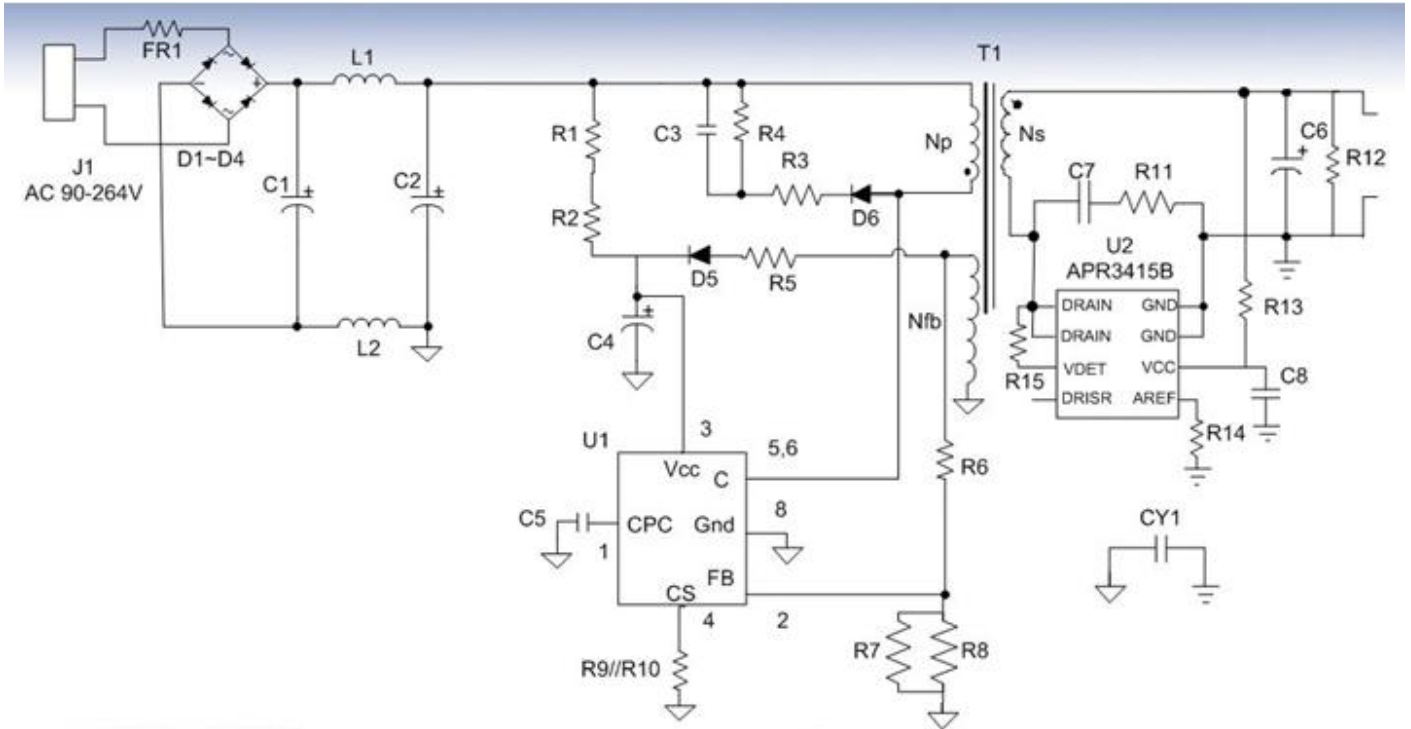 FR1
L1
T1
J1
AC 90-264V
D1~D4
C1
C2
R1
R2
C3
R4
R3
D6
Np
Ns
C7
R11
C6
R12
D5
R5
C4
Nfb
U2
APR3415B
DRAIN GND
DRAIN GND
VDET VCC
DRISR AREF
R13
R15
C8
R14
L2
U1
3
5,6
Vcc
C
R6
8
C5
CPC
Gnd
1
FB
CS
4
2
CY1
R9//R10
R7
R8
+
+
+
+
+
-
~
~